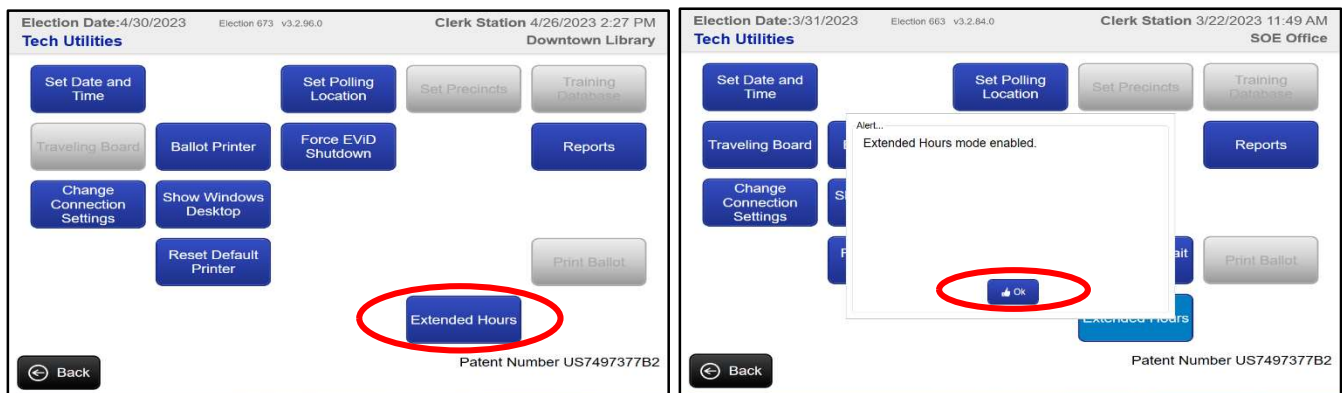 Election Date:4/30/2023 Election 673 v3.2.96.0 Clerk Station 4/26/2023 2:27 PM
Tech Utilities Downtown Library
Set Date and
Time
Set Polling
Location
Set Precincts
Training
Database
Traveling Board
Ballot Printer
Force EViD
Shutdown
Reports
Change
Connection
Settings
Show Windows
Desktop
Reset Default
Printer
Print Ballot
Extended Hours
Patent Number US7497377B2
Back
Election Date:3/31/2023 Election 663 v3.2.84.0 Clerk Station 3/22/2023 11:49 AM
Tech Utilities SOE Office
Set Date and
Time
Set Polling
Location
Set Precincts
Training
Database
Traveling Board
Alert...
Extended Hours mode enabled.
Reports
Change
Connection
Settings
Print Ballot
Ok
Extended Hours
Patent Number US7497377B2
Back